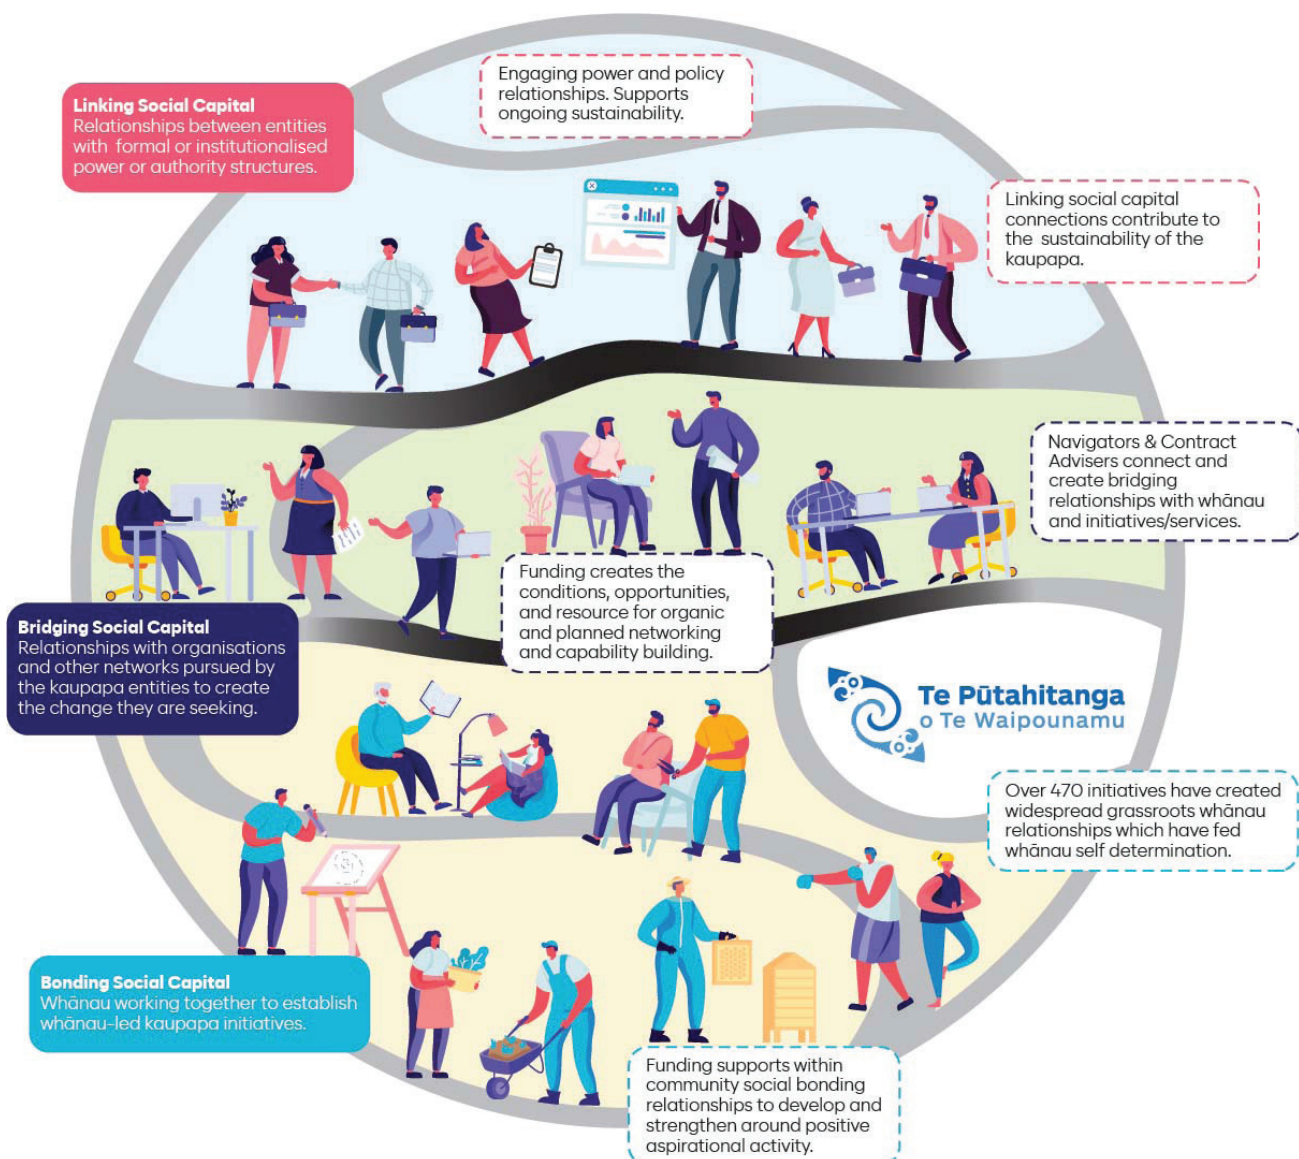 Engaging power and policy
relationships. Supports
ongoing sustainability.
Linking Social Capital
Relationships between entities
with formal or institutionalised
power or authority structures.
Linking social capital
connections contribute to
the sustainability of the
kaupapa.
Navigators & Contract
Advisers connect and
create bridging
relationships with whānau
and initiatives/services.
Funding creates the
conditions, opportunities,
and resource for organic
and planned networking
and capability building.
Bridging Social Capital
Relationships with organisations
and other networks pursued by
the kaupapa entities to create
the change they are seeking.
Te Pūtahitanga
o Te Waipounamu
Over 470 initiatives have created
widespread grassroots whānau
relationships which have fed
whānau self determination.
Bonding Social Capital
Whānau working together to establish
whānau-led kaupapa initiatives.
Funding supports within
community social bonding
relationships to develop and
strengthen around positive
aspirational activity.